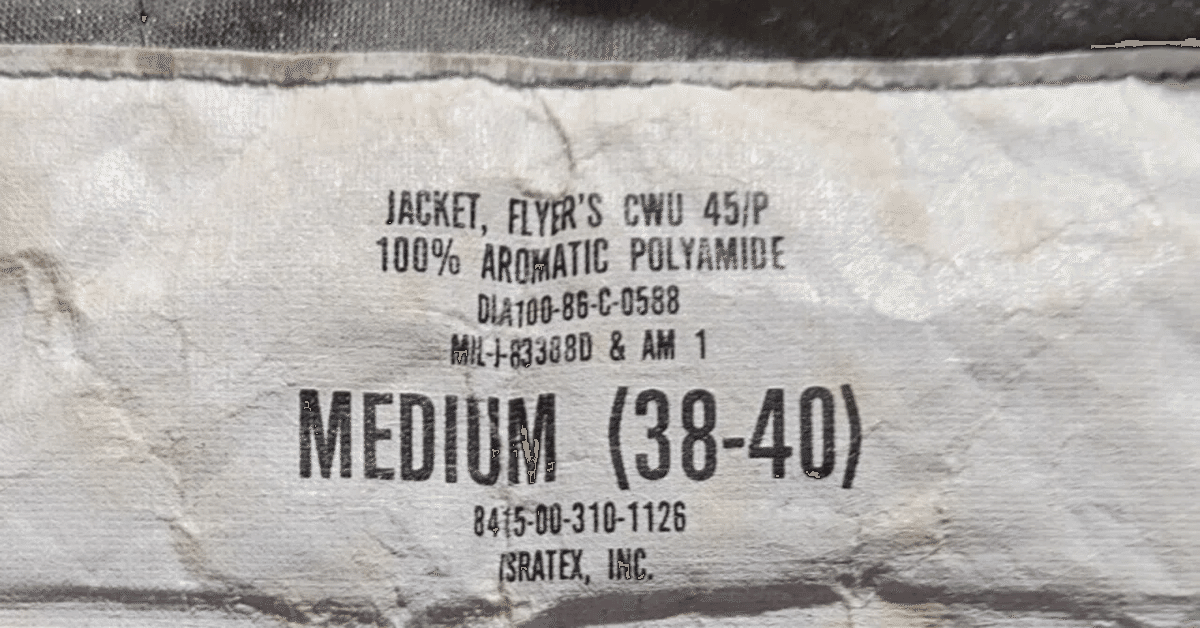 JACKET, FLYER'S CWU 45/P
100% AROMATIC POLYAMIDE
DLA100-86-C-0588
MIL-J-83388D & AM 1
MEDIUM (38-40)
8415-00-310-1126
ISRATEX, INC.